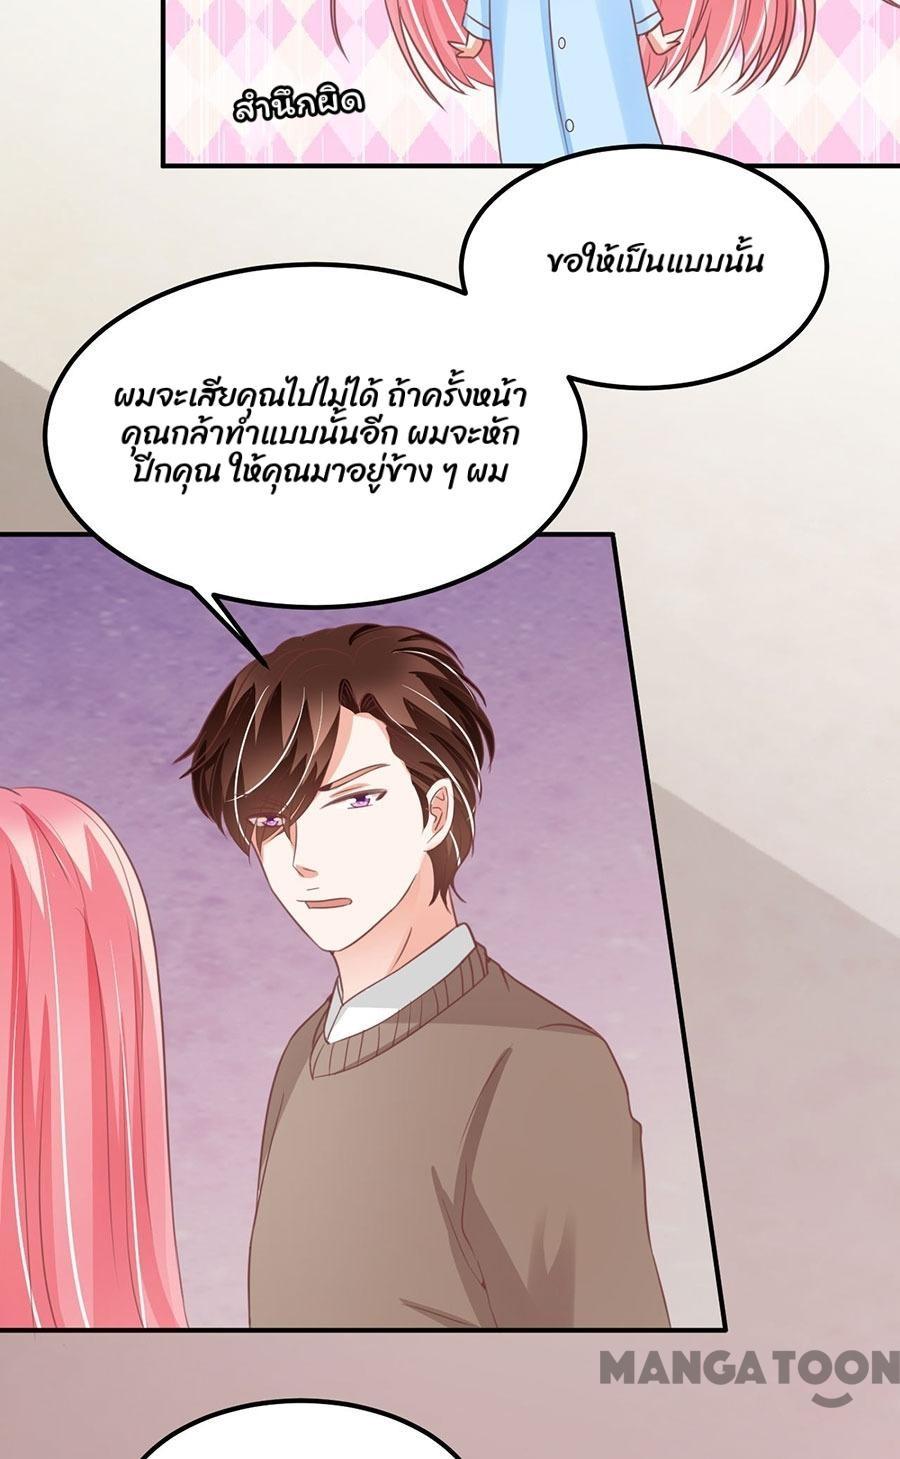 สำนึกผิด
ขอให้เป็นแบบนั้น
ผมจะเสียคุณไปไม่ได้ ถ้าครั้งหน้า
คุณกล้าทำแบบนั้นอีก ผมจะหัก
ปีกคุณ ให้คุณมาอยู่ข้าง ๆ ผม
MANGATOON